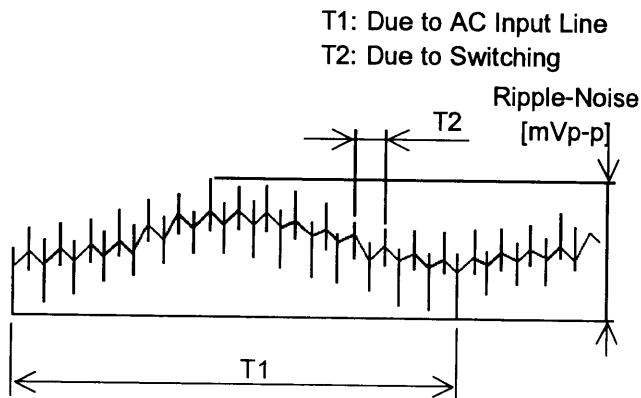 T1: Due to AC Input Line
T2: Due to Switching
Ripple-Noise
[mVp-p]
T2
T1